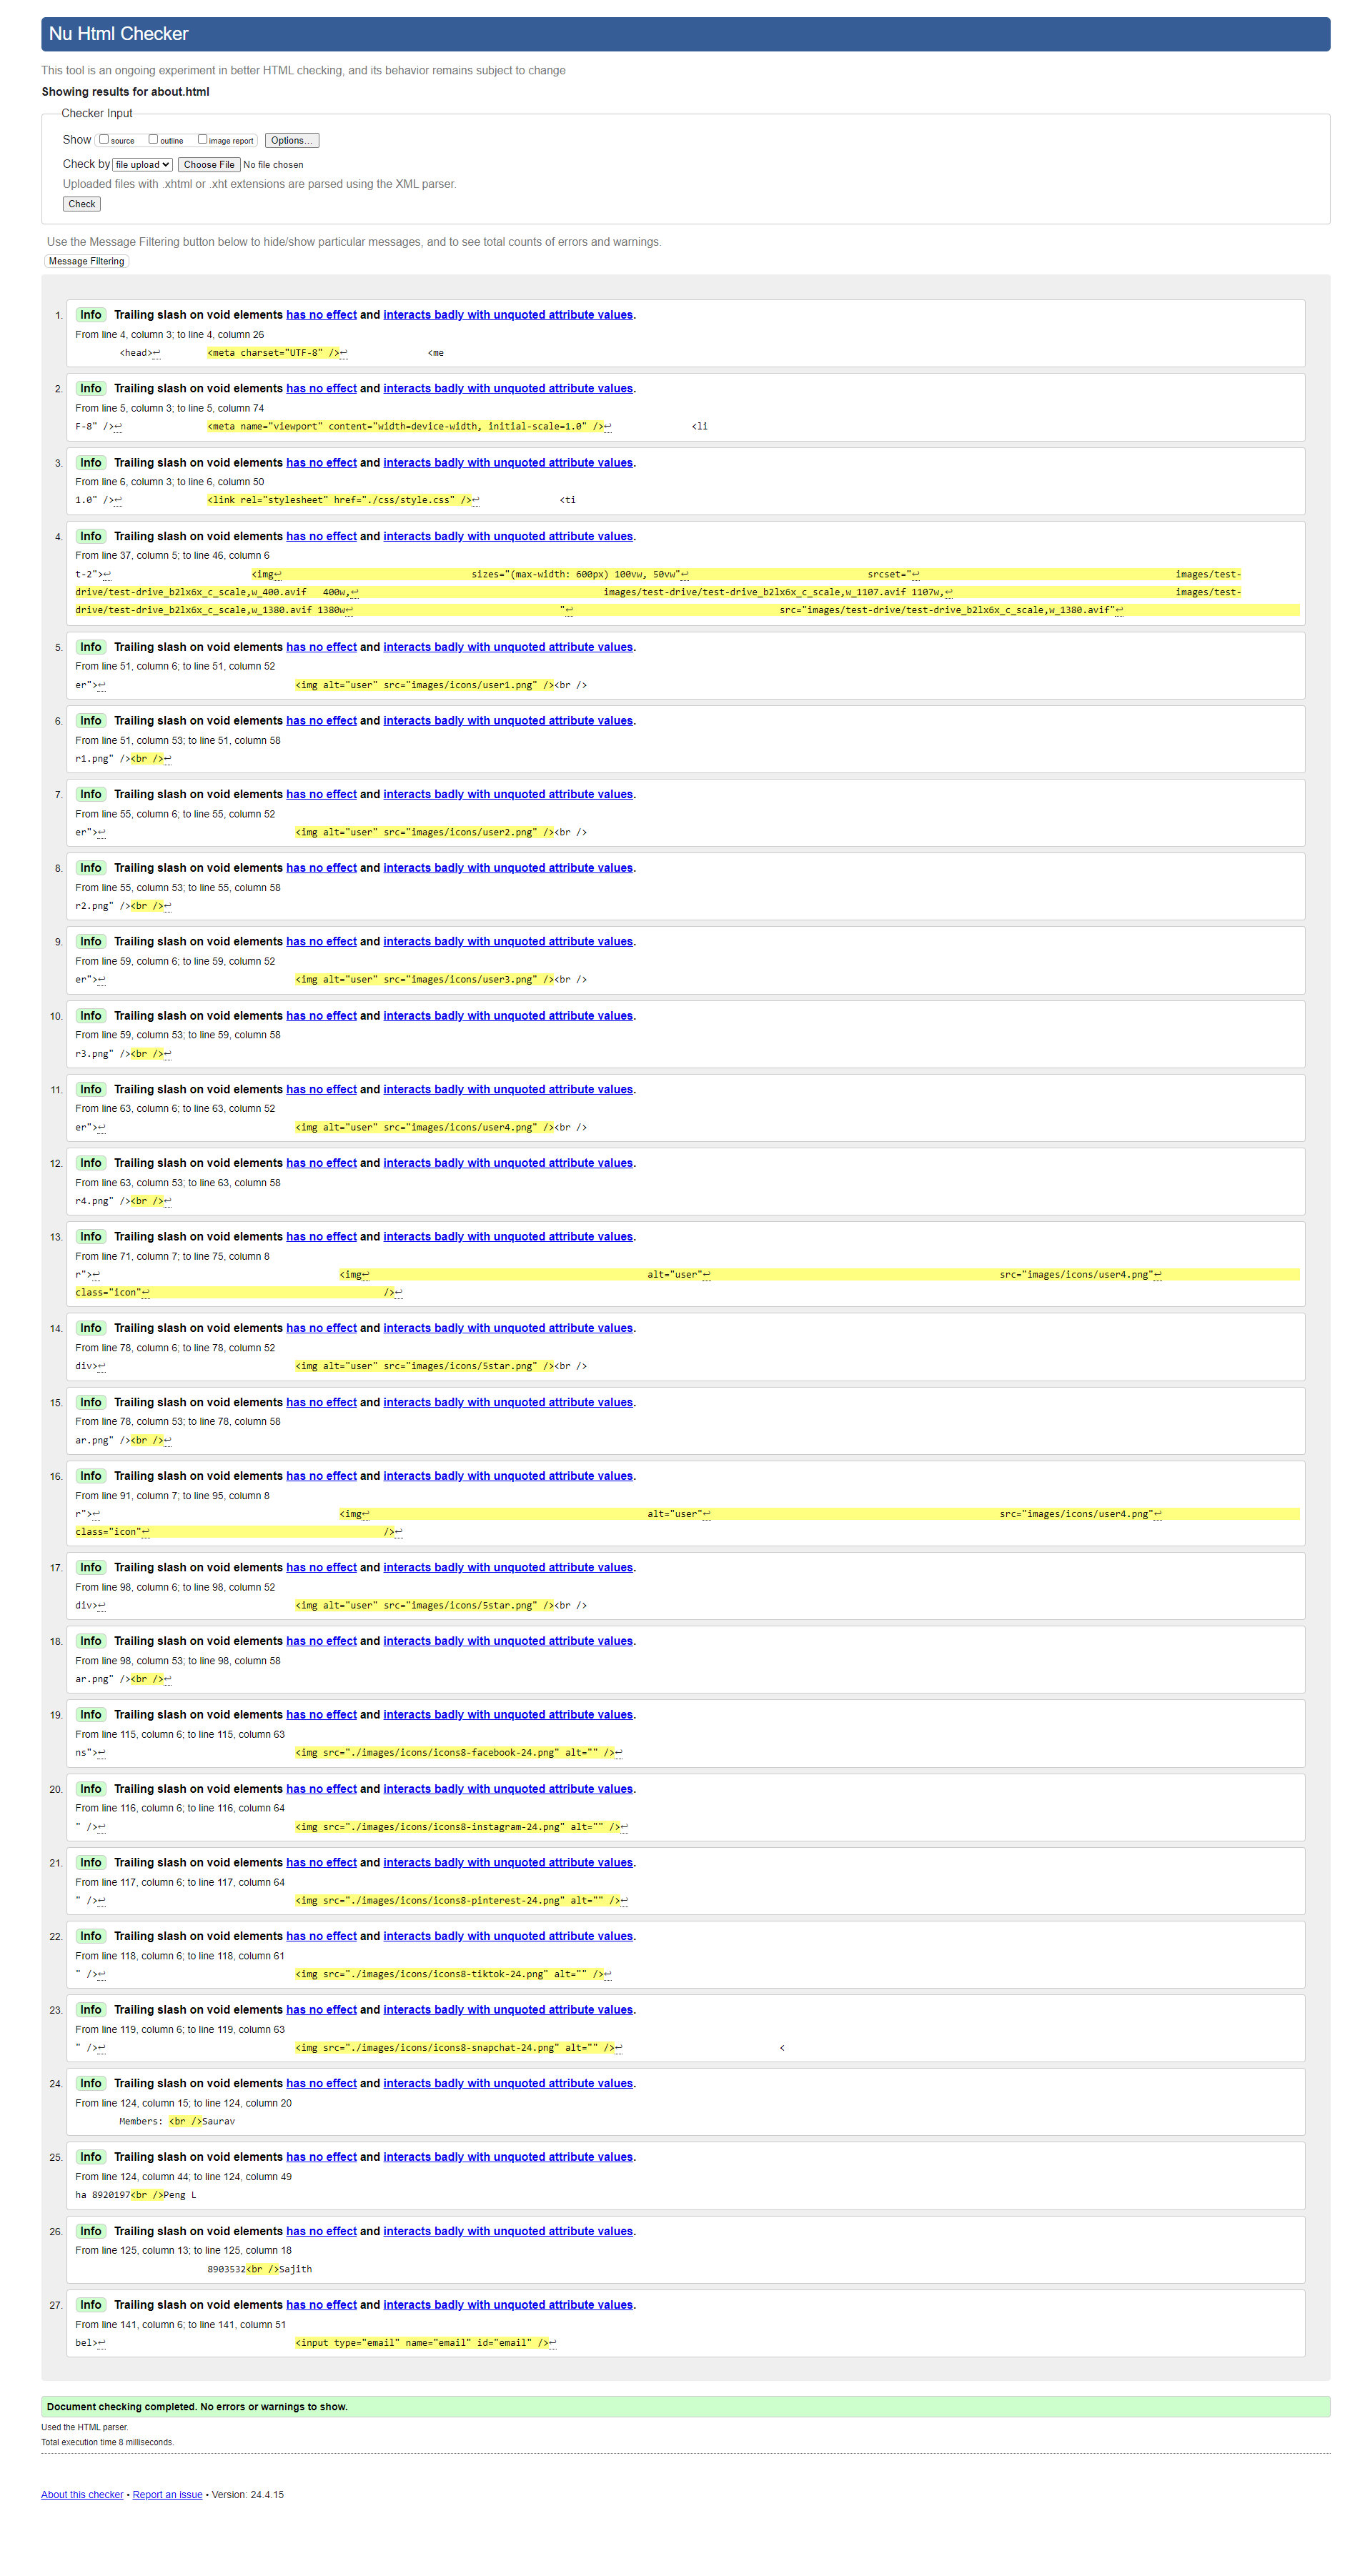 Nu Html Checker
This tool is an ongoing experiment in better HTML checking, and its behavior remains subject to change
Showing results for about.html
Checker Input
Show source outline image report Options...
Check by file upload Choose File No file chosen
Uploaded files with .xhtml or .xht extensions are parsed using the XML parser.
Check
Use the Message Filtering button below to hide/show particular messages, and to see total counts of errors and warnings.
Message Filtering
1. Info Trailing slash on void elements has no effect and interacts badly with unquoted attribute values.
From line 4, column 3; to line 4, column 26
<head>↩ <meta charset="UTF-8" />↩ <me
2. Info Trailing slash on void elements has no effect and interacts badly with unquoted attribute values.
From line 5, column 3; to line 5, column 74
F-8" />↩ <meta name="viewport" content="width=device-width, initial-scale=1.0" />↩ <li
3. Info Trailing slash on void elements has no effect and interacts badly with unquoted attribute values.
From line 6, column 3; to line 6, column 50
1.0" />↩ <link rel="stylesheet" href="./css/style.css" />↩ <ti
4. Info Trailing slash on void elements has no effect and interacts badly with unquoted attribute values.
From line 37, column 5; to line 46, column 6
t-2">↩ <img↩ sizes="(max-width: 600px) 100vw, 50vw"↩ srcset="↩ images/test-
drive/test-drive_b2lx6x_c_scale,w_400.avif 400w,↩ images/test-drive/test-drive_b2lx6x_c_scale,w_1107.avif 1107w,↩ images/test-
drive/test-drive_b2lx6x_c_scale,w_1380.avif 1380w↩ "↩ src="images/test-drive/test-drive_b2lx6x_c_scale,w_1380.avif"↩
5. Info Trailing slash on void elements has no effect and interacts badly with unquoted attribute values.
From line 51, column 6; to line 51, column 52
er">↩ <img alt="user" src="images/icons/user1.png" /><br />
6. Info Trailing slash on void elements has no effect and interacts badly with unquoted attribute values.
From line 51, column 53; to line 51, column 58
r1.png" /><br />↩
7. Info Trailing slash on void elements has no effect and interacts badly with unquoted attribute values.
From line 55, column 6; to line 55, column 52
er">↩ <img alt="user" src="images/icons/user2.png" /><br />
8. Info Trailing slash on void elements has no effect and interacts badly with unquoted attribute values.
From line 55, column 53; to line 55, column 58
r2.png" /><br />↩
9. Info Trailing slash on void elements has no effect and interacts badly with unquoted attribute values.
From line 59, column 6; to line 59, column 52
er">↩ <img alt="user" src="images/icons/user3.png" /><br />
10. Info Trailing slash on void elements has no effect and interacts badly with unquoted attribute values.
From line 59, column 53; to line 59, column 58
r3.png" /><br />↩
11. Info Trailing slash on void elements has no effect and interacts badly with unquoted attribute values.
From line 63, column 6; to line 63, column 52
er">↩ <img alt="user" src="images/icons/user4.png" /><br />
12. Info Trailing slash on void elements has no effect and interacts badly with unquoted attribute values.
From line 63, column 53; to line 63, column 58
r4.png" /><br />↩
13. Info Trailing slash on void elements has no effect and interacts badly with unquoted attribute values.
From line 71, column 7; to line 75, column 8
r">↩ <img↩ alt="user"↩ src="images/icons/user4.png"↩
class="icon"↩ />↩
14. Info Trailing slash on void elements has no effect and interacts badly with unquoted attribute values.
From line 78, column 6; to line 78, column 52
div>↩ <img alt="user" src="images/icons/5star.png" /><br />
15. Info Trailing slash on void elements has no effect and interacts badly with unquoted attribute values.
From line 78, column 53; to line 78, column 58
ar.png" /><br />↩
16. Info Trailing slash on void elements has no effect and interacts badly with unquoted attribute values.
From line 91, column 7; to line 95, column 8
r">↩ <img↩ alt="user"↩ src="images/icons/user4.png"↩
class="icon"↩ />↩
17. Info Trailing slash on void elements has no effect and interacts badly with unquoted attribute values.
From line 98, column 6; to line 98, column 52
div>↩ <img alt="user" src="images/icons/5star.png" /><br />
18. Info Trailing slash on void elements has no effect and interacts badly with unquoted attribute values.
From line 98, column 53; to line 98, column 58
ar.png" /><br />↩
19. Info Trailing slash on void elements has no effect and interacts badly with unquoted attribute values.
From line 115, column 6; to line 115, column 63
ns">↩ <img src="./images/icons/icons8-facebook-24.png" alt="" />↩
20. Info Trailing slash on void elements has no effect and interacts badly with unquoted attribute values.
From line 116, column 6; to line 116, column 64
" />↩ <img src="./images/icons/icons8-instagram-24.png" alt="" />↩
21. Info Trailing slash on void elements has no effect and interacts badly with unquoted attribute values.
From line 117, column 6; to line 117, column 64
" />↩ <img src="./images/icons/icons8-pinterest-24.png" alt="" />↩
22. Info Trailing slash on void elements has no effect and interacts badly with unquoted attribute values.
From line 118, column 6; to line 118, column 61
" />↩ <img src="./images/icons/icons8-tiktok-24.png" alt="" />↩
23. Info Trailing slash on void elements has no effect and interacts badly with unquoted attribute values.
From line 119, column 6; to line 119, column 63
" />↩ <img src="./images/icons/icons8-snapchat-24.png" alt="" />↩ <
24. Info Trailing slash on void elements has no effect and interacts badly with unquoted attribute values.
From line 124, column 15; to line 124, column 20
Members: <br />Saurav
25. Info Trailing slash on void elements has no effect and interacts badly with unquoted attribute values.
From line 124, column 44; to line 124, column 49
ha 8920197<br />Peng L
26. Info Trailing slash on void elements has no effect and interacts badly with unquoted attribute values.
From line 125, column 13; to line 125, column 18
8903532<br />Sajith
27. Info Trailing slash on void elements has no effect and interacts badly with unquoted attribute values.
From line 141, column 6; to line 141, column 51
bel>↩ <input type="email" name="email" id="email" />↩
Document checking completed. No errors or warnings to show.
Used the HTML parser.
Total execution time 8 milliseconds.
About this checker • Report an issue • Version: 24.4.15